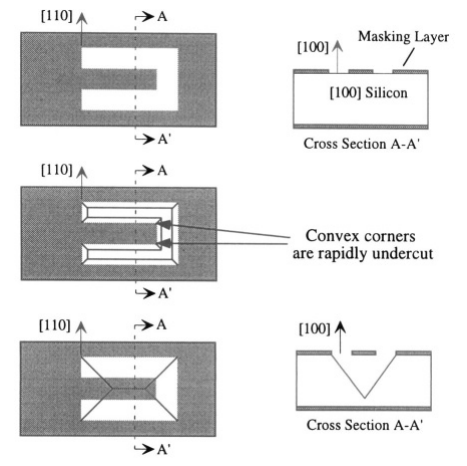 [110]
A
A'
[100]
Masking Layer
[100] Silicon
Cross Section A-A'
[110]
A
A'
Convex corners
are rapidly undercut
[110]
A
A'
[100]
Cross Section A-A'